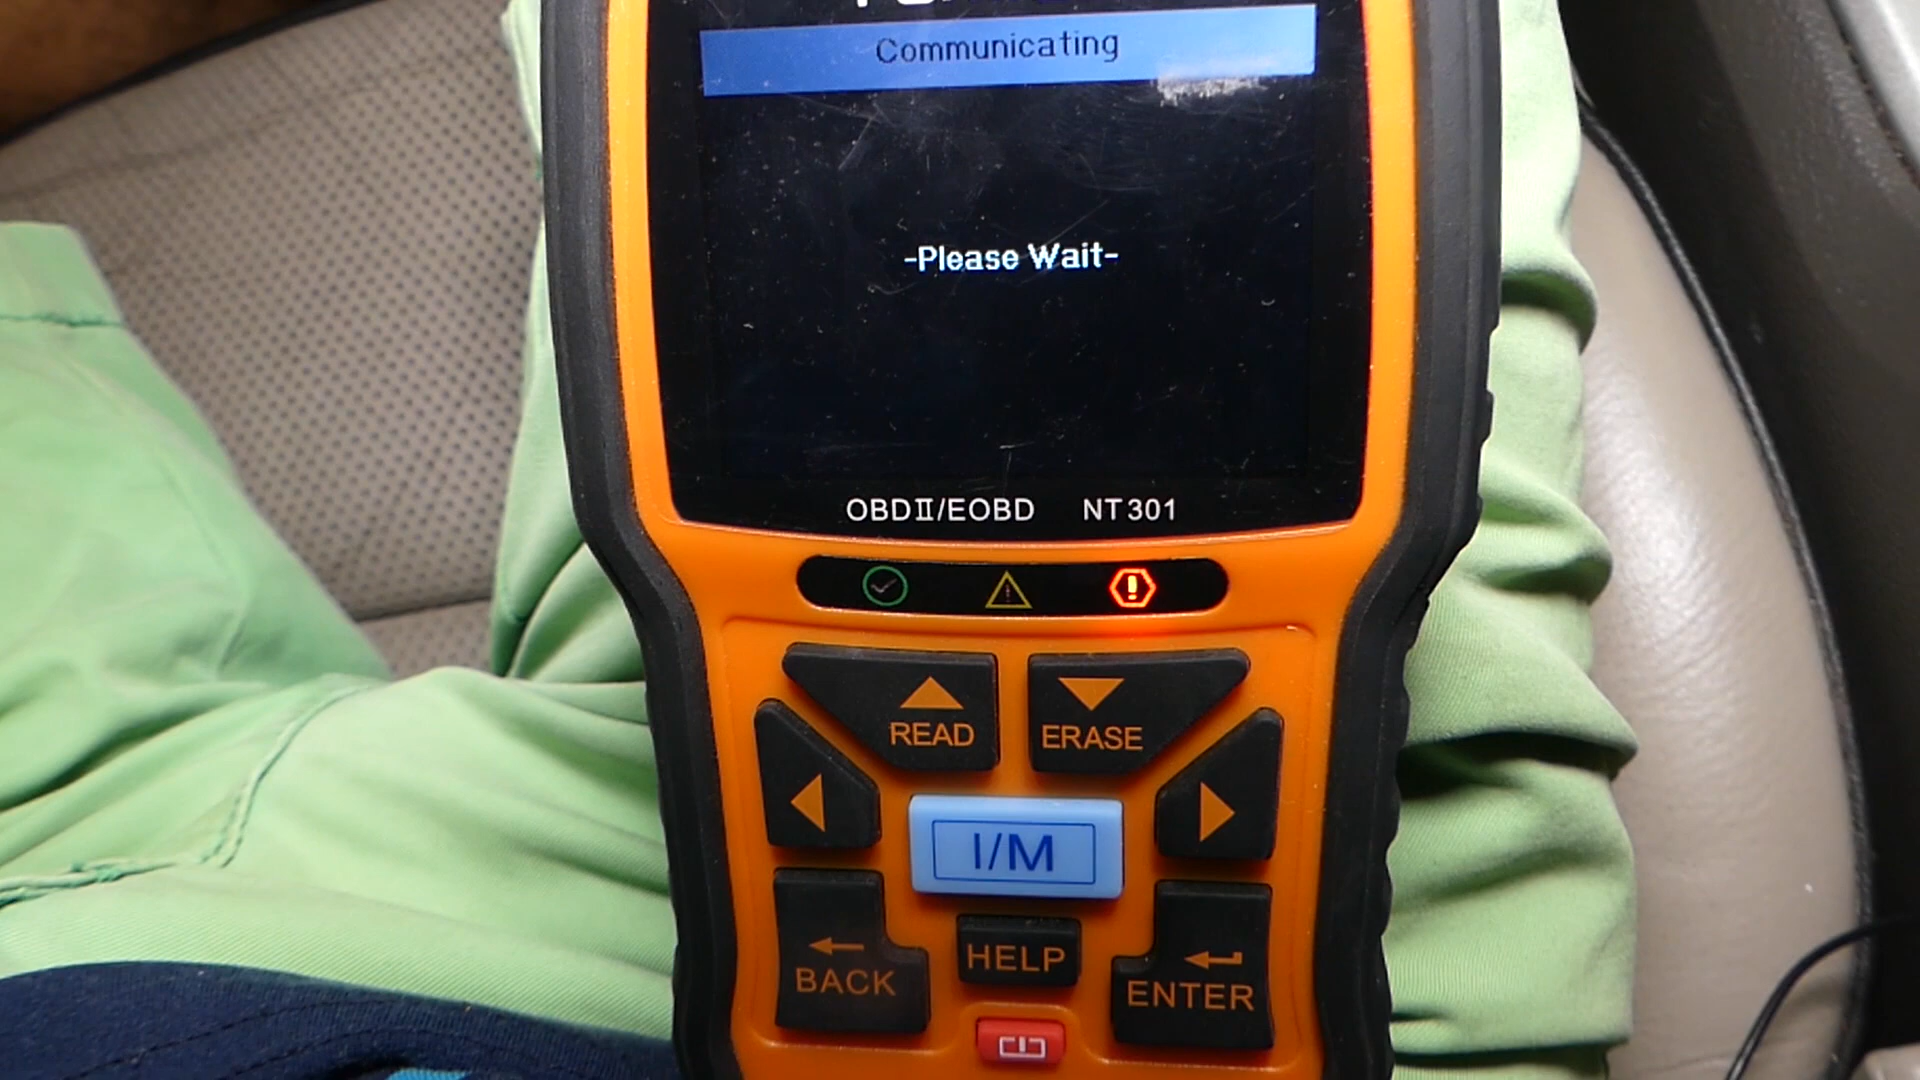 Communicating
-Please Wait-
OBDⅡ/EOBD NT301
READ ERASE
I/M
BACK HELP ENTER